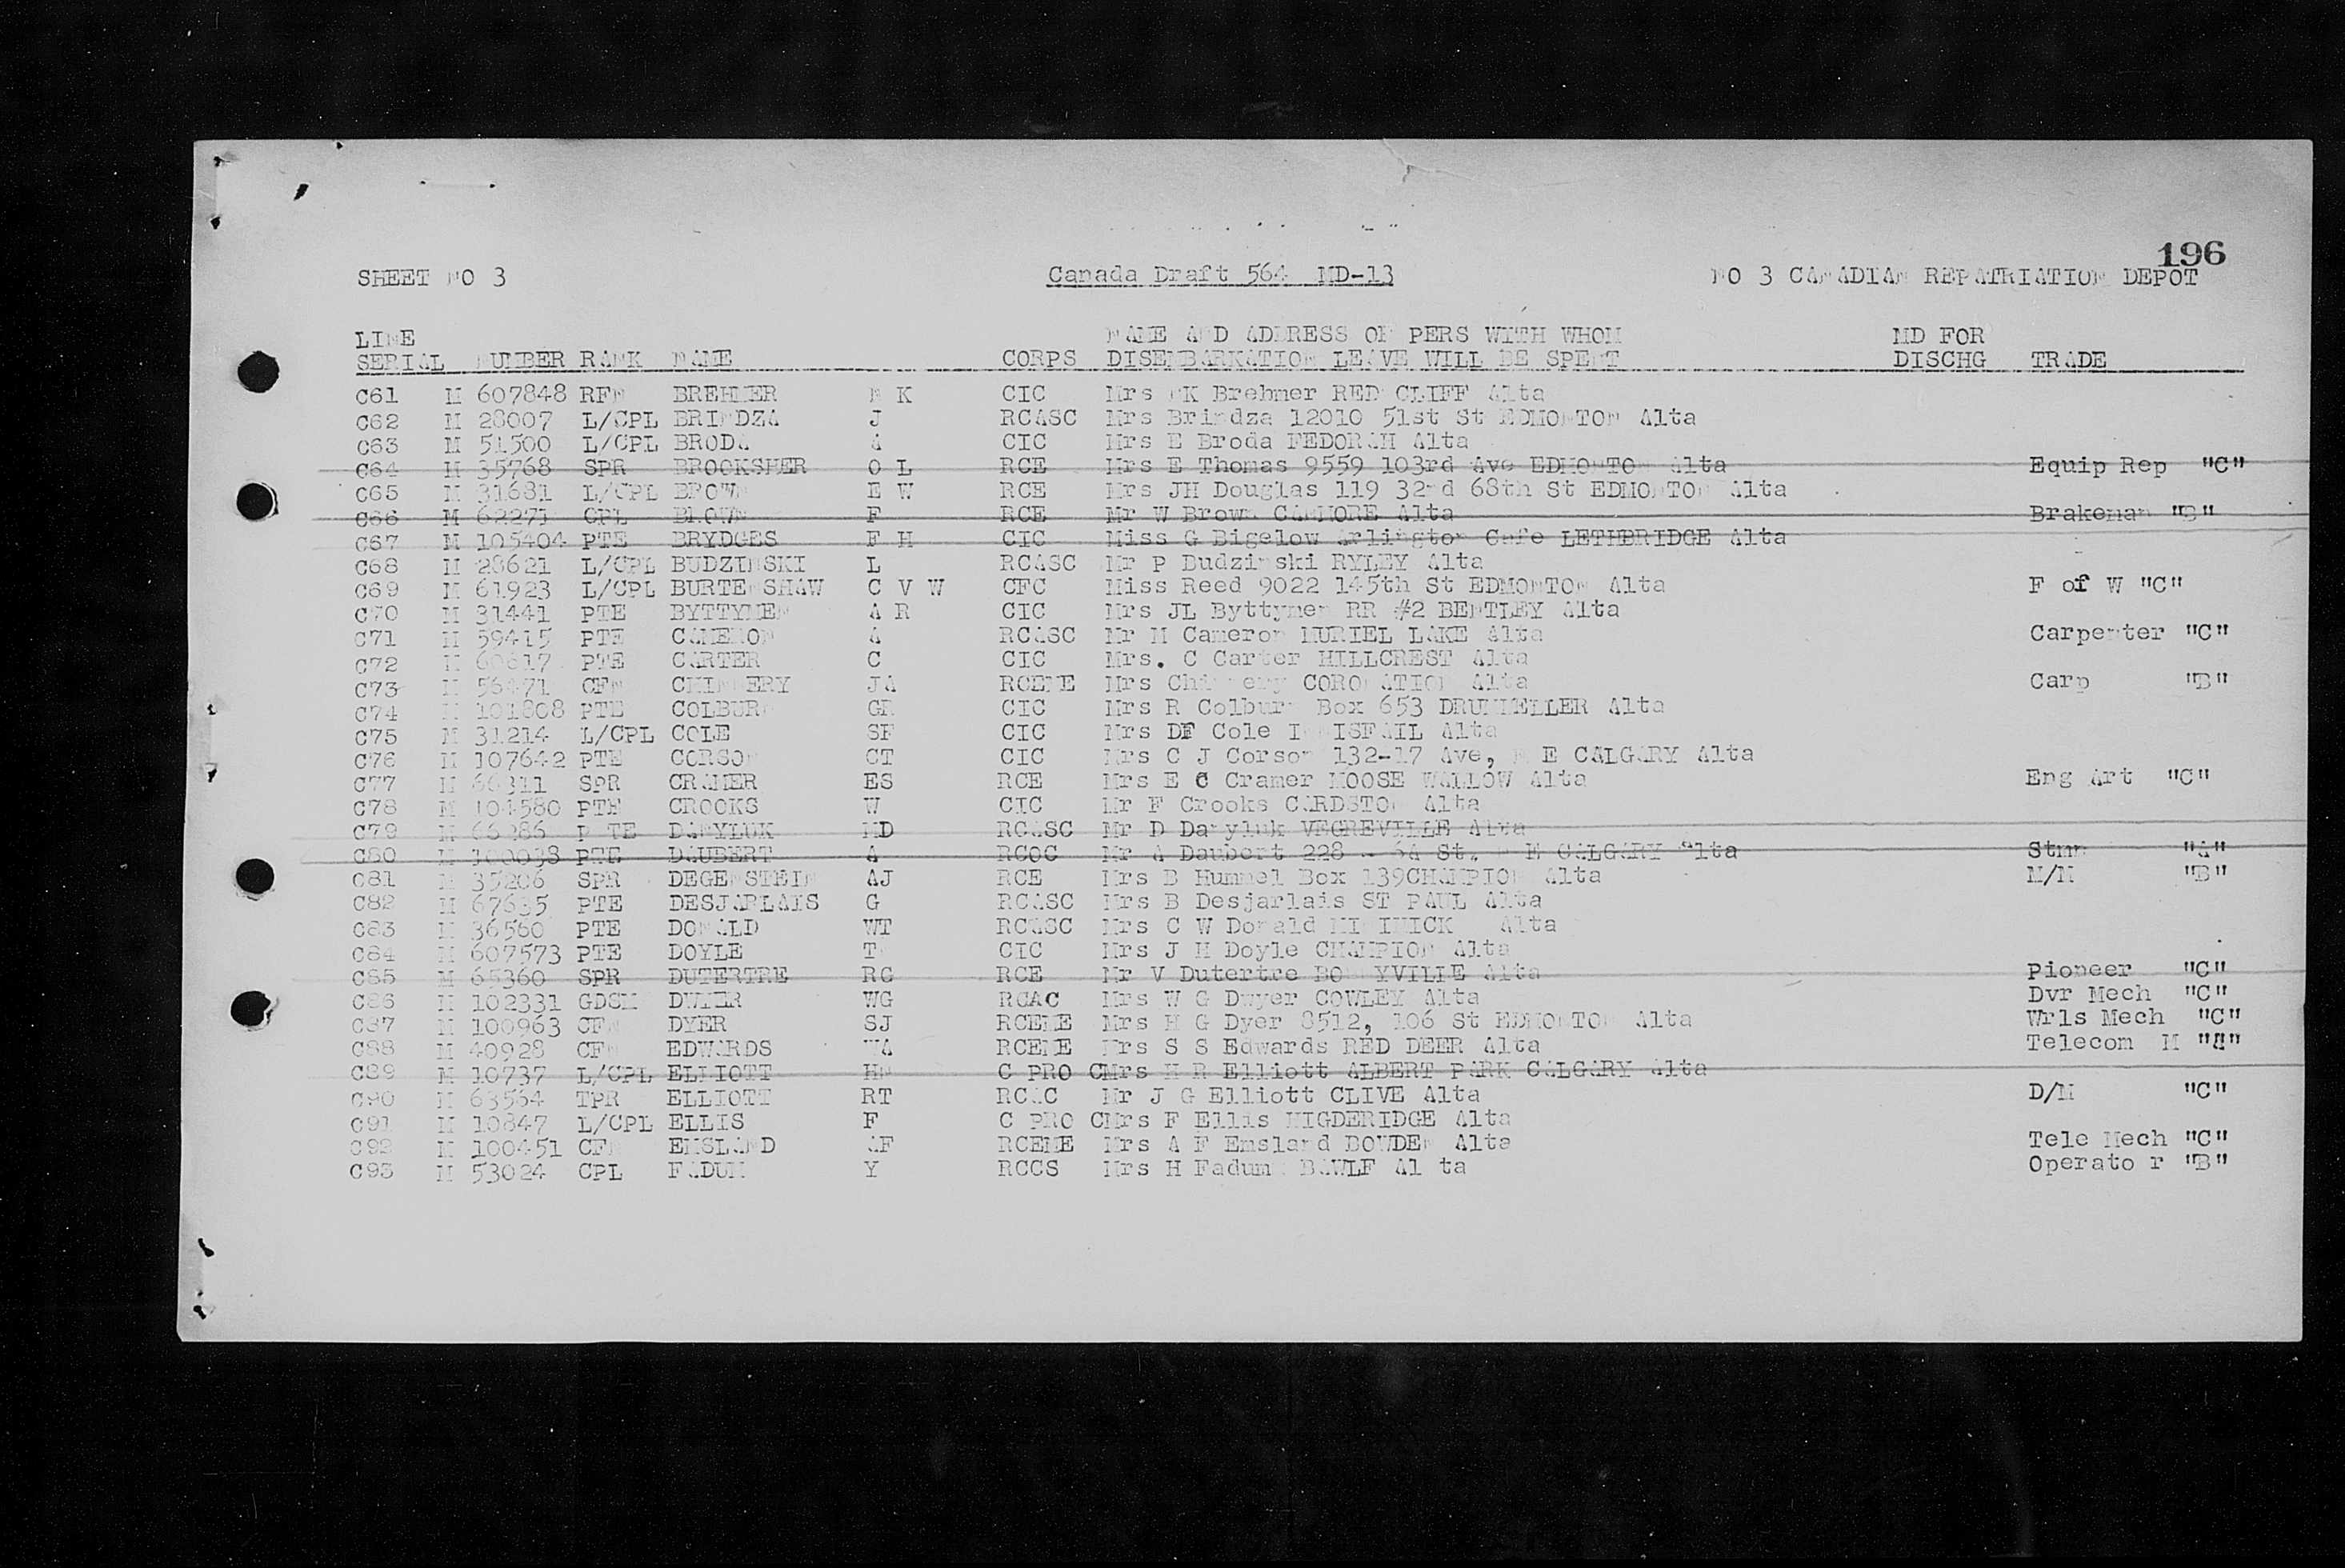 196
SHEET NO 3 Canada Draft 564 MD-13 NO 3 CANADIAN REPATRIATION DEPOT
LINE NAME AND ADDRESS OF PERS WITH WHOM MD FOR
SERIAL NUMBER RANK NAME CORPS DISEMBARKATION LEAVE WILL BE SPENT DISCHG TRADE
C61 M 607848 RFN BREHMER N K CIC Mrs NK Brehmer RED CLIFF Alta
C62 M 28007 L/CPL BRINDZA J RCASC Mrs Brindza 12010 51st St EDMONTON Alta
C63 M 51500 L/CPL BRODA A CIC Mrs E Broda FEDORAH Alta
C64 M 35768 SPR BROOKSHER O L RCE Mrs E Thomas 9559 103rd Ave EDMONTON Alta Equip Rep "C"
C65 M 31681 L/CPL BROWN E W RCE Mrs JH Douglas 119 32nd 68th St EDMONTON Alta
C66 M 62271 CPL BROWN F RCE Mr W Brown CANMORE Alta Brakeman "B"
C67 M 105404 PTE BRYDGES F H CIC Miss G Bigelow Arlington Cafe LETHBRIDGE Alta
C68 M 28621 L/CPL BUDZINSKI L RCASC Mr P Budzinski RYLEY Alta
C69 M 61923 L/CPL BURTENSHAW C V W CFC Miss Reed 9022 145th St EDMONTON Alta F of W "C"
C70 M 31441 PTE BYTTYNEN A R CIC Mrs JL Byttynen RR #2 BENTLEY Alta
C71 M 59415 PTE CAMERON A RCASC Mr M Cameron MURIEL LAKE Alta Carpenter "C"
C72 M 60617 PTE CARTER C CIC Mrs. C Carter HILLCREST Alta
C73 M 56471 CFN CHINNERY JA RCEME Mrs Chinnery CORONATION Alta Carp "B"
C74 M 101808 PTE COLBURN GR CIC Mrs R Colburn Box 653 DRUMHELLER Alta
C75 M 31214 L/CPL COLE SF CIC Mrs DF Cole INNISFAIL Alta
C76 M 107642 PTE CORSON CT CIC Mrs C J Corson 132-17 Ave, N E CALGARY Alta
C77 M 66311 SPR CRAMER ES RCE Mrs E C Cramer MOOSE WALLOW Alta Eng Art "C"
C78 M 104580 PTE CROOKS W CIC Mr F Crooks CARDSTON Alta
C79 M 66286 P TE DANYLUK MD RCASC Mr D Danyluk VEGREVILLE Alta
C80 M 100038 PTE DAUBERT A RCOC Mr A Daubert 228 - 6A St. N E CALGARY Alta Stmn "A"
C81 M 35206 SPR DEGENSTEIN AJ RCE Mrs B Hummel Box 139CHAMPION Alta M/M "B"
C82 M 67635 PTE DESJARLAIS G RCASC Mrs B Desjarlais ST PAUL Alta
C83 M 36560 PTE DONALD WT RCASC Mrs C W Donald Alta
C84 M 607573 PTE DOYLE T CIC Mrs J H Doyle CHAMPION Alta
C85 M 65360 SPR DUTERTRE RG RCE Mr V Dutertre BONNYVILLE Alta Pioneer "C"
C86 M 102331 GDSM DWYER WG RCAC Mrs W G Dwyer COWLEY Alta Dvr Mech "C"
C87 M 100963 CFN DYER SJ RCEME Mrs H G Dyer 8512, 106 St EDMONTON Alta Wrls Mech "C"
C88 M 40928 CFN EDWARDS WA RCEME Mrs S S Edwards RED DEER Alta Telecom M "A"
C89 M 10737 L/CPL ELLIOTT HN C PRO CMrs H R Elliott ALBERT PARK CALGARY Alta
C90 M 63564 TPR ELLIOTT RT RCAC Mr J G Elliott CLIVE Alta D/M "C"
C91 M 10847 L/CPL ELLIS F C PRO CMrs F Ellis Alta
C92 M 100451 CFN EMSLAND AF RCEME Mrs A F Emsland BOWDEN Alta Tele Mech "C"
C93 M 53024 CPL FADUM Y RCCS Mrs H Fadum BAWLF Al ta Operato r "B"